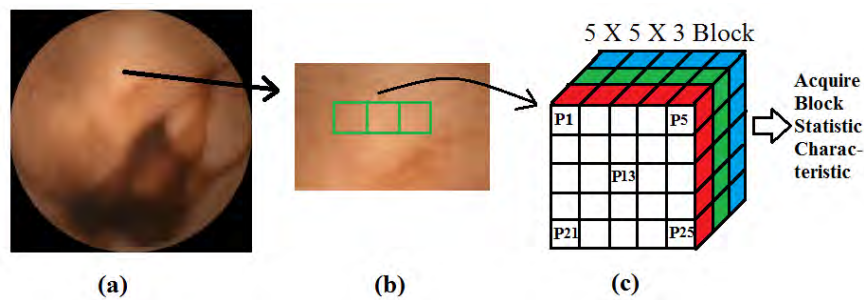 5 X 5 X 3 Block
P1
P5
P13
P21
P25
Acquire
Block
Statistic
Charac-
teristic
(a)
(b)
(c)